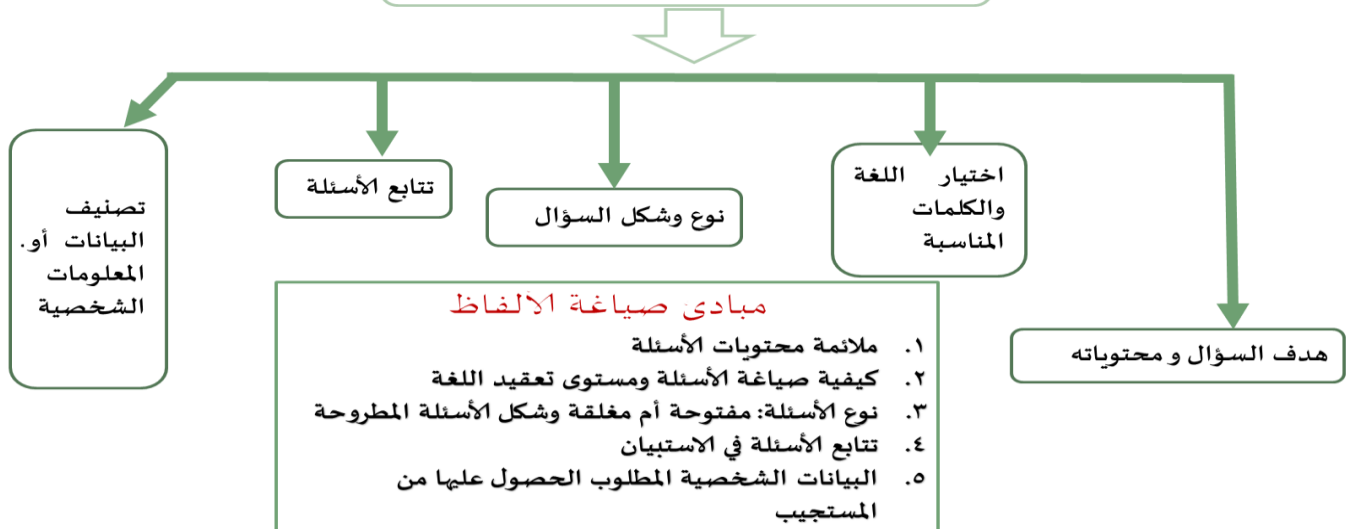 اختيار اللغة
والكلمات
المناسبة
تتابع الأسئلة
نوع وشكل السؤال
تصنيف
البيانات أو.
المعلومات
الشخصية
هدف السؤال و محتوياته
مبادئ صياغة الألفاظ
١. ملائمة محتويات الأسئلة
٢. كيفية صياغة الأسئلة ومستوى تعقيد اللغة
٣. نوع الأسئلة: مفتوحة أم مغلقة وشكل الأسئلة المطروحة
٤. تتابع الأسئلة في الاستبيان
٥. البيانات الشخصية المطلوب الحصول عليها من
المستجيب